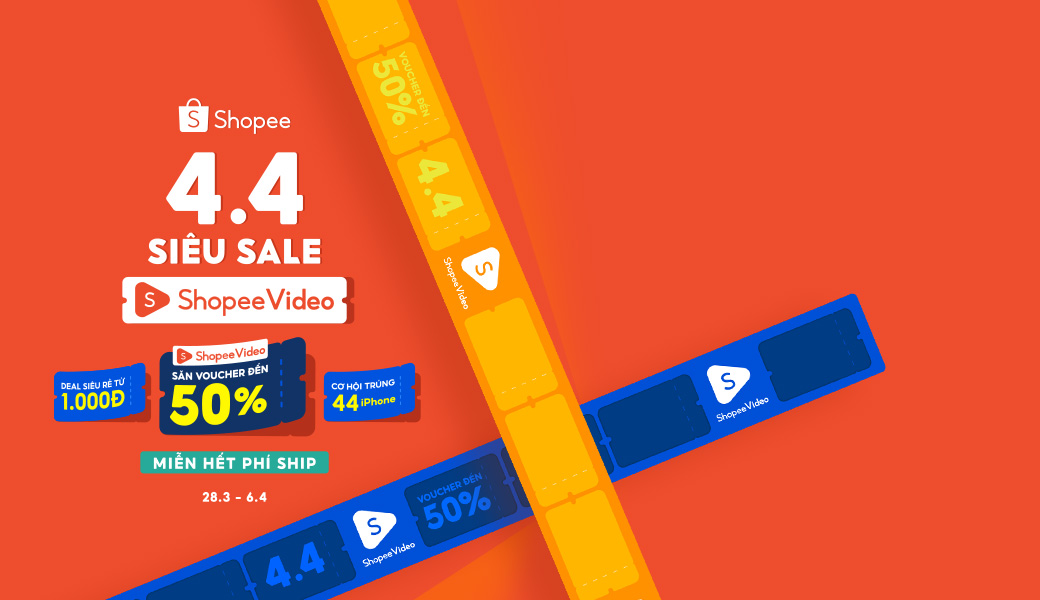 Shopee
4.4
SIÊU SALE
ShopeeVideo
ShopeeVideo
DEAL SIÊU RẺ TỪ
1.000Đ
SĂN VOUCHER ĐẾN
50%
CƠ HỘI TRÚNG
44 iPhone
MIỄN HẾT PHÍ SHIP
28.3 - 6.4
VOUCHER ĐẾN
50%
4.4
ShopeeVideo
4.4
ShopeeVideo
VOUCHER ĐẾN
50%
ShopeeVideo